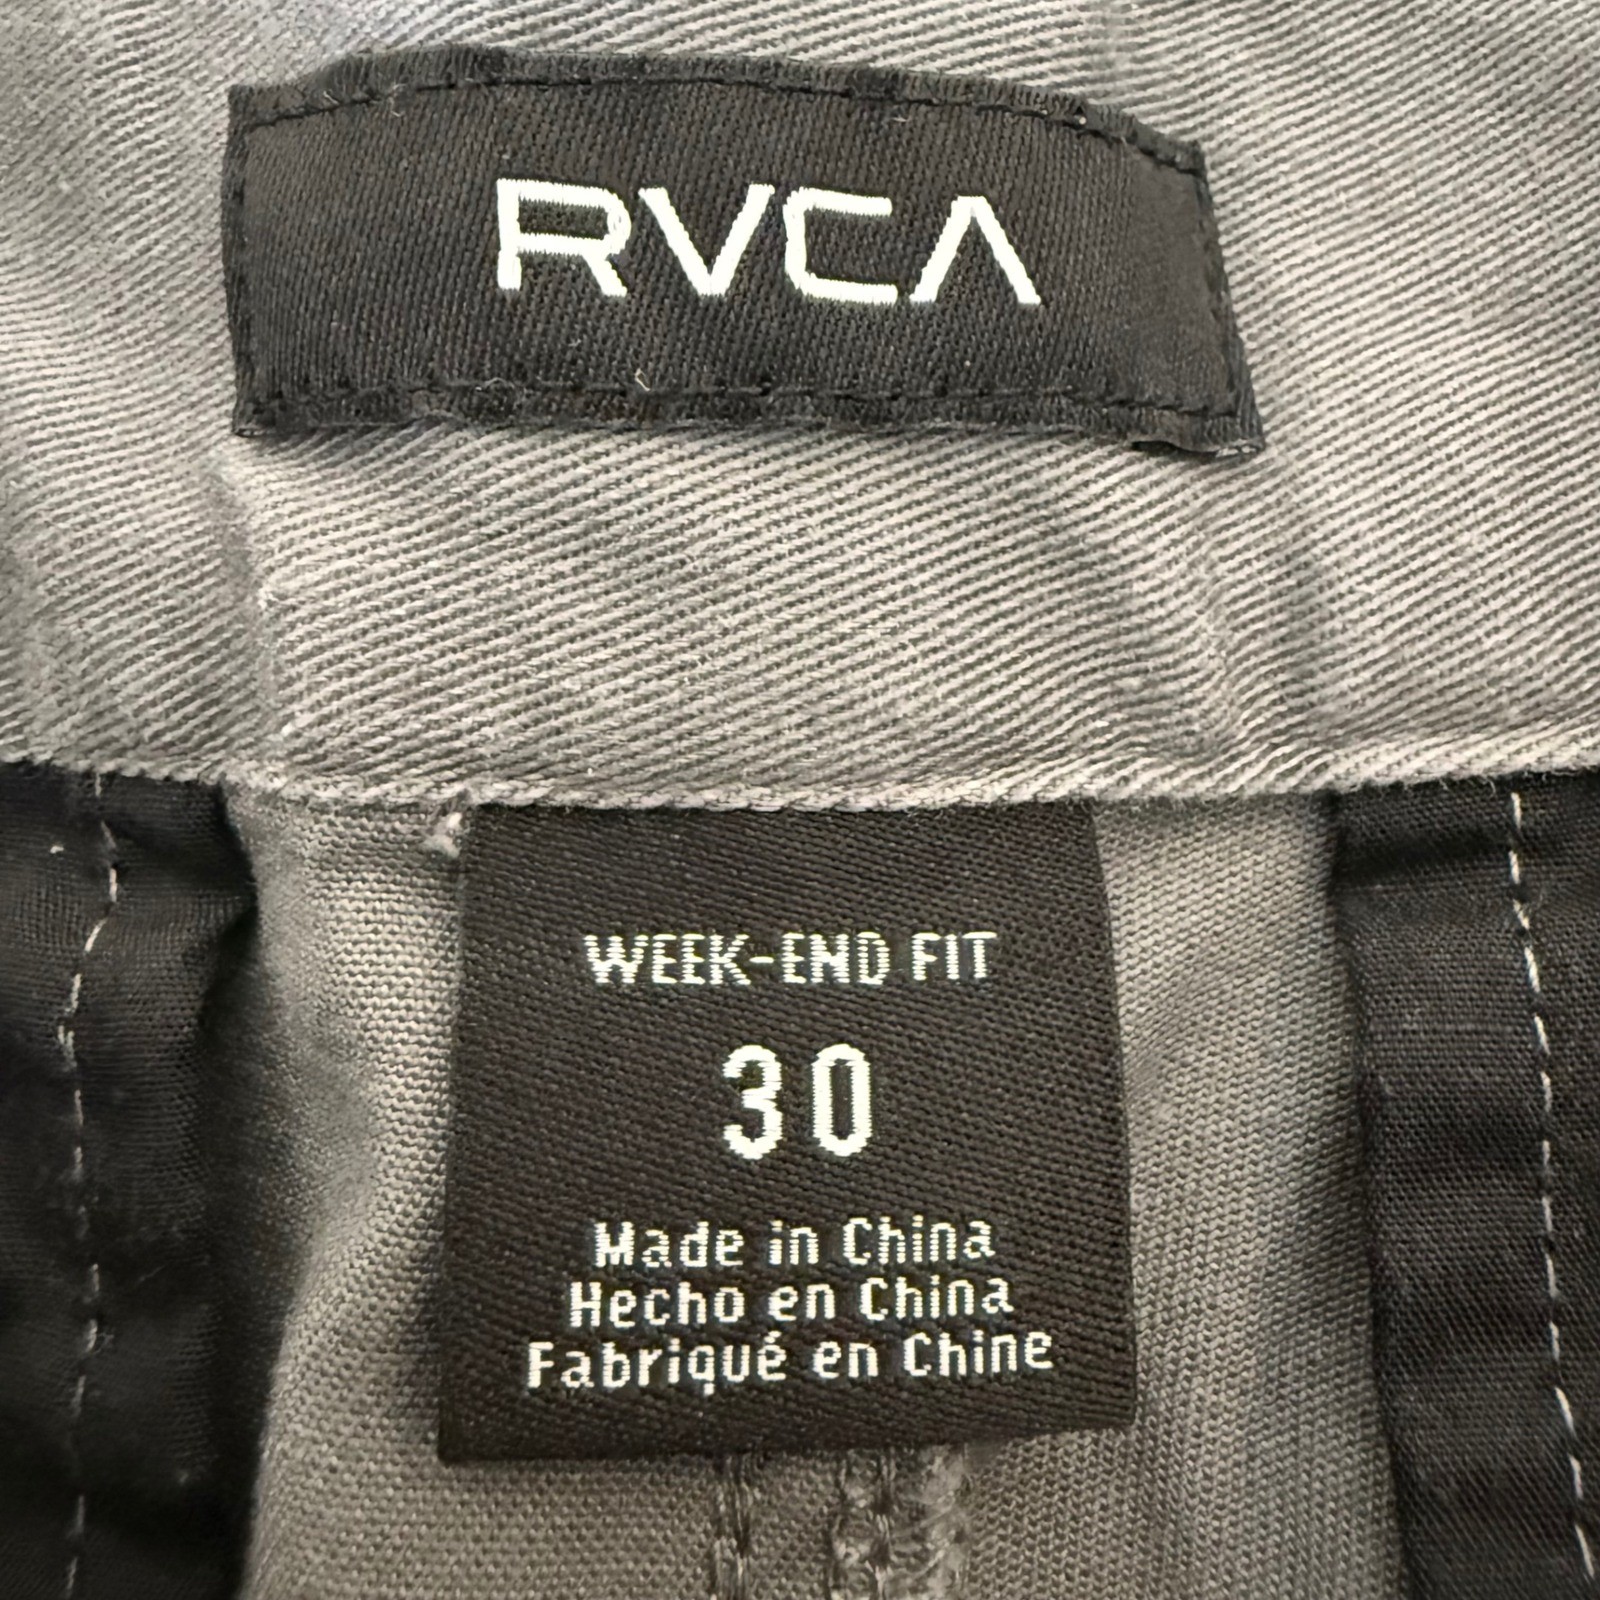 RVCA
WEEK-END FIT
30
Made in China
Hecho en China
Fabriqué en Chine